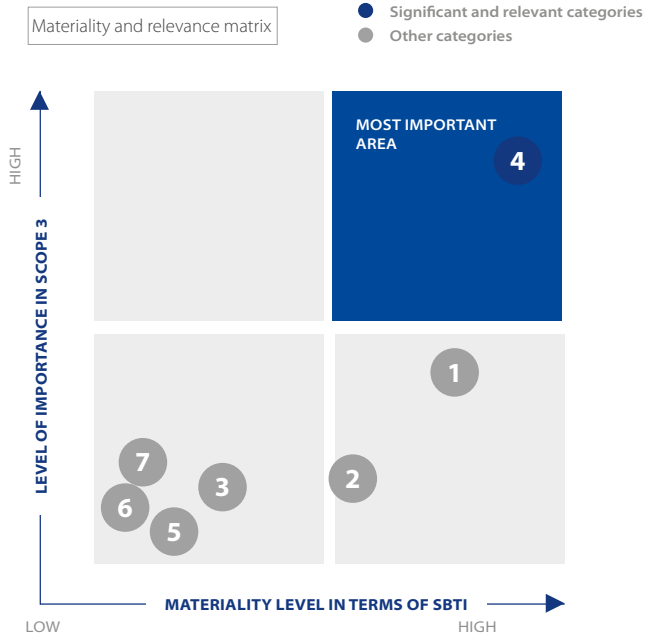 Materiality and relevance matrix
Significant and relevant categories
Other categories
MOST IMPORTANT
AREA
4
HIGH
LEVEL OF IMPORTANCE IN SCOPE 3
1
7
3
2
6
5
MATERIALITY LEVEL IN TERMS OF SBTI
LOW
HIGH